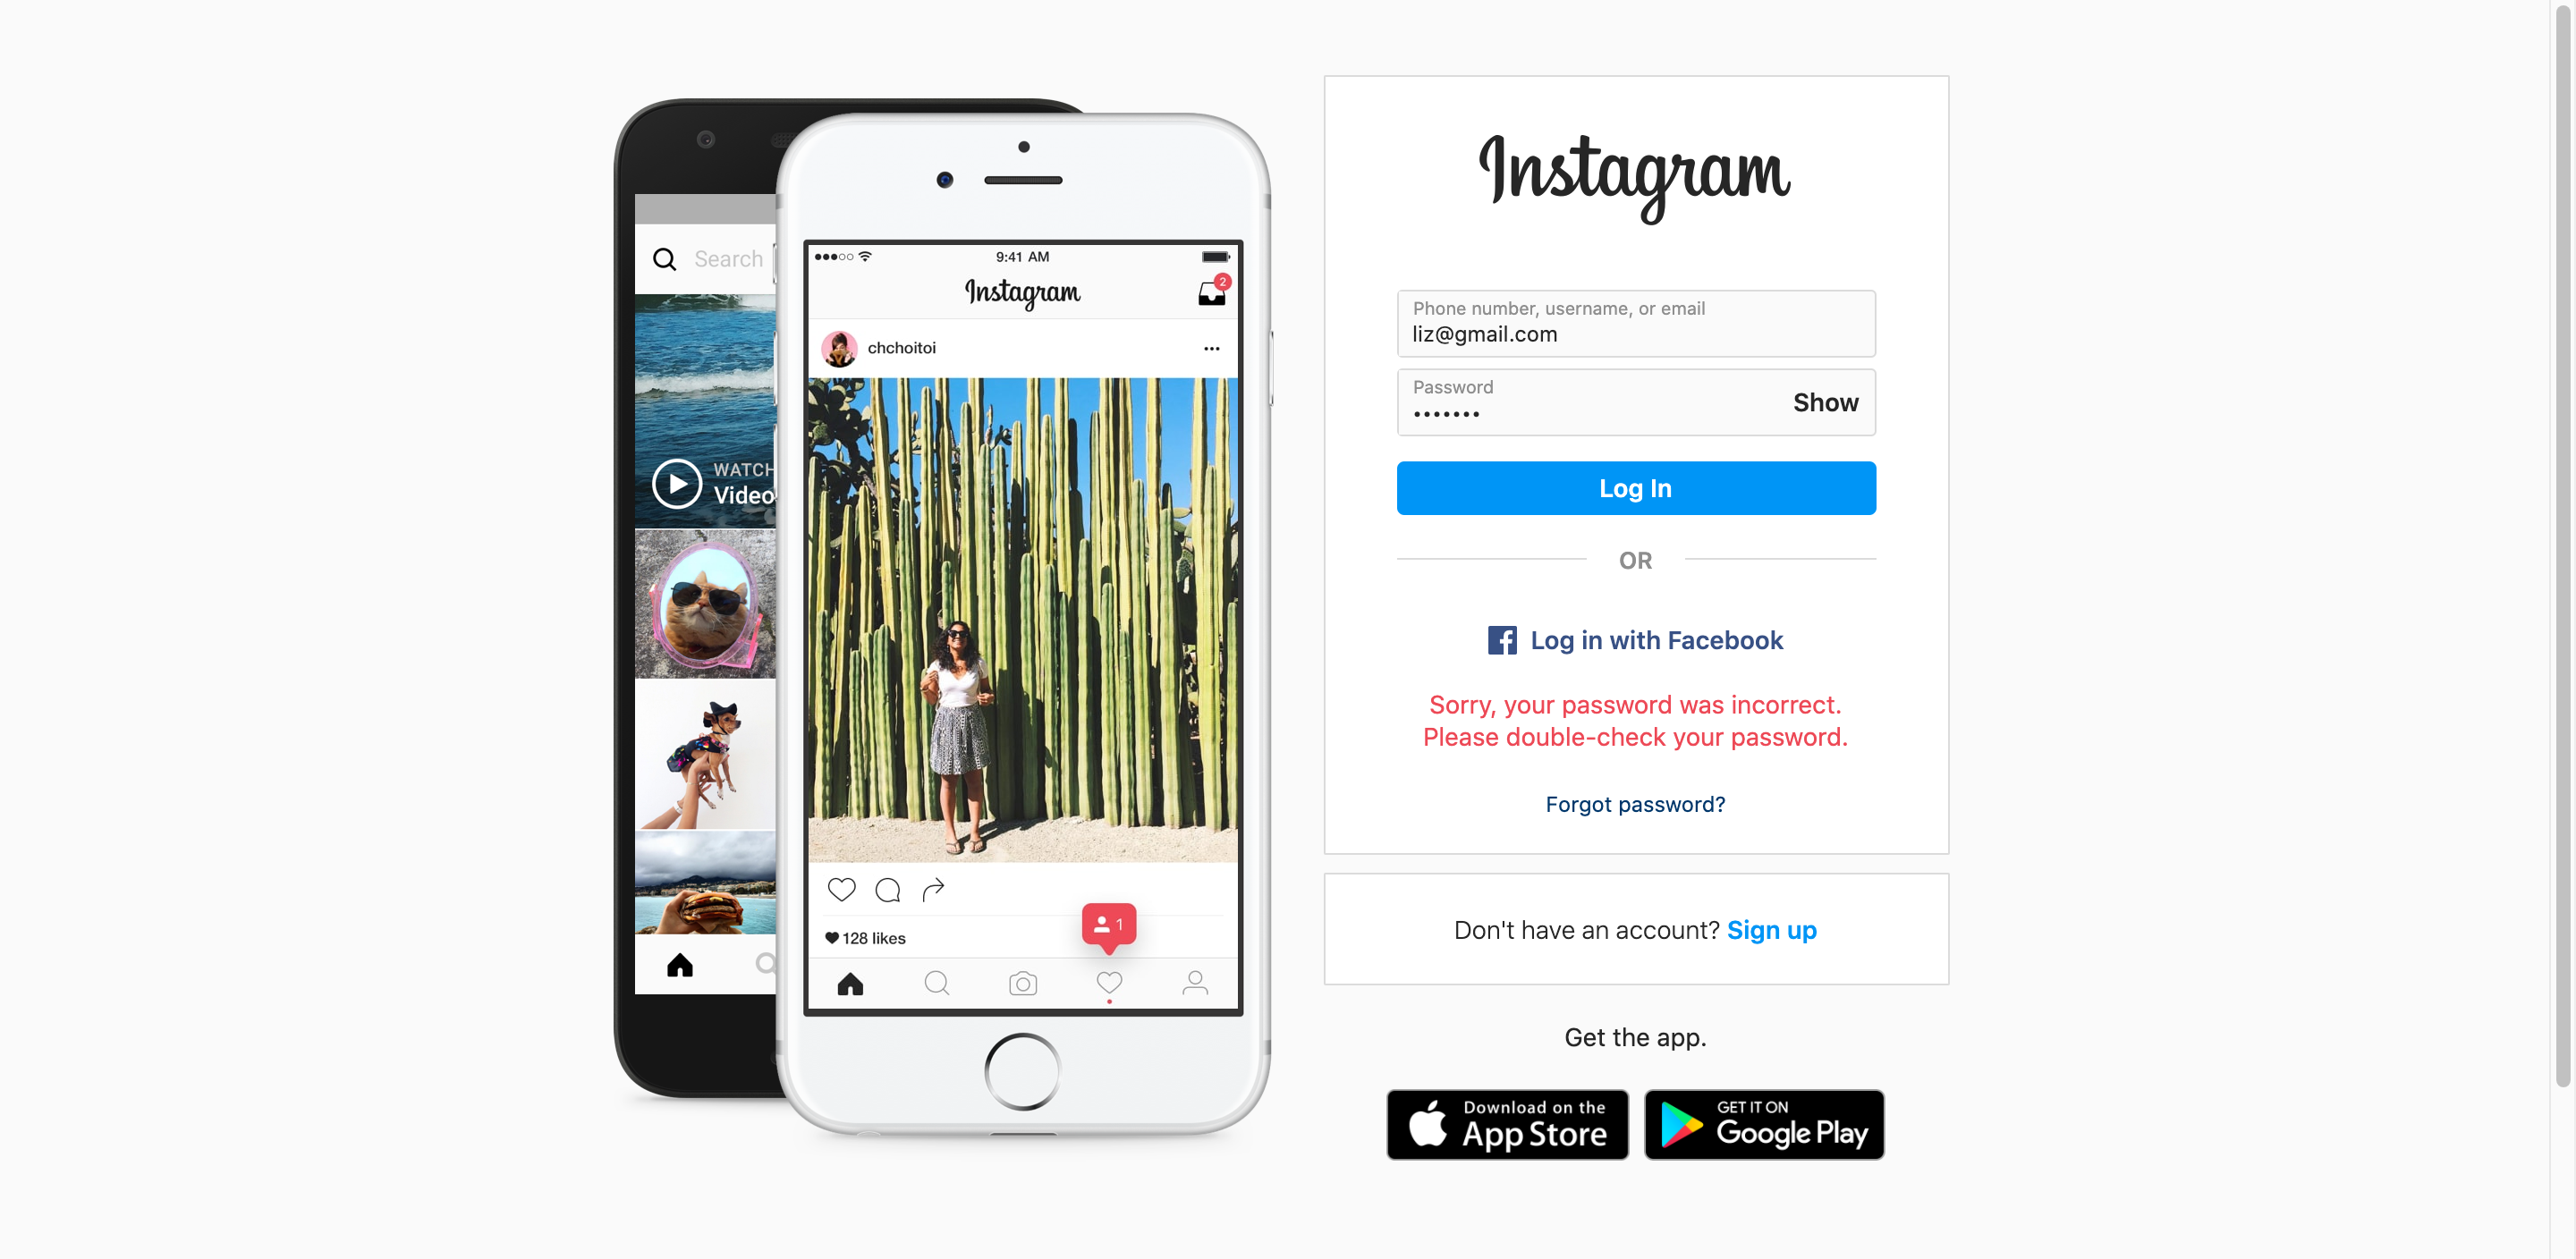 Search
WATCH
Video
9:41 AM
Instagram
2
chchoitoi
1
128 likes
Instagram
Phone number, username, or email
liz@gmail.com
Password
•••••••
Show
Log In
OR
Log in with Facebook
Sorry, your password was incorrect.
Please double-check your password.
Forgot password?
Don't have an account? Sign up
Get the app.
Download on the
App Store
GET IT ON
Google Play